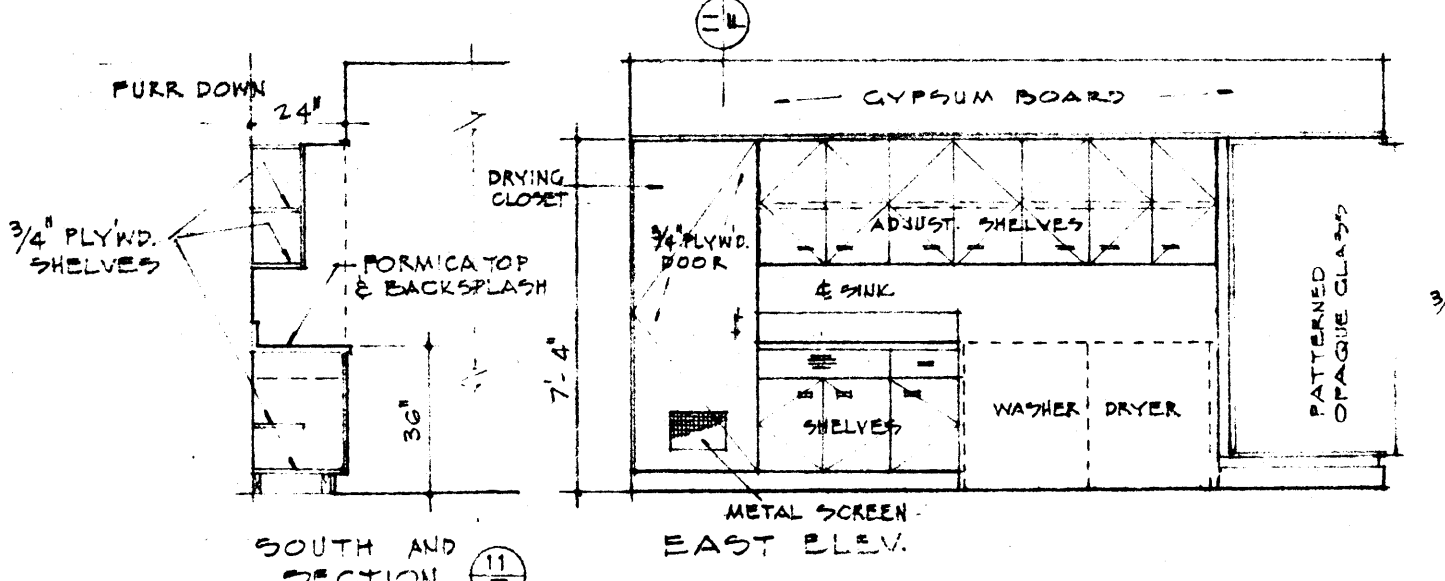 FURR DOWN
24"
3/4" PLY'WD.
SHELVES
FORMICA TOP
& BACKSPLASH
36"
SOUTH AND
SECTION
11
GYPSUM BOARD
DRYING
CLOSET
7'-4"
3/4" PLY'WD.
DOOR
ADJUST. SHELVES
℄ SINK
SHELVES
WASHER DRYER
PATTERNED
OPAQUE GLASS
METAL SCREEN
EAST ELEV.
3/